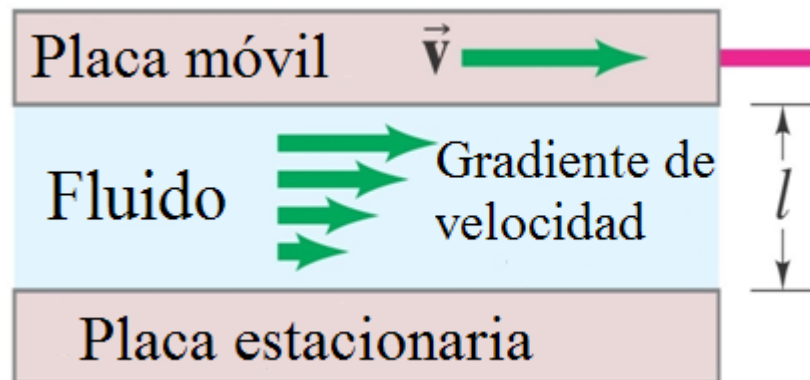 Placa móvil v⃗
Fluido
Gradiente de
velocidad
l
Placa estacionaria